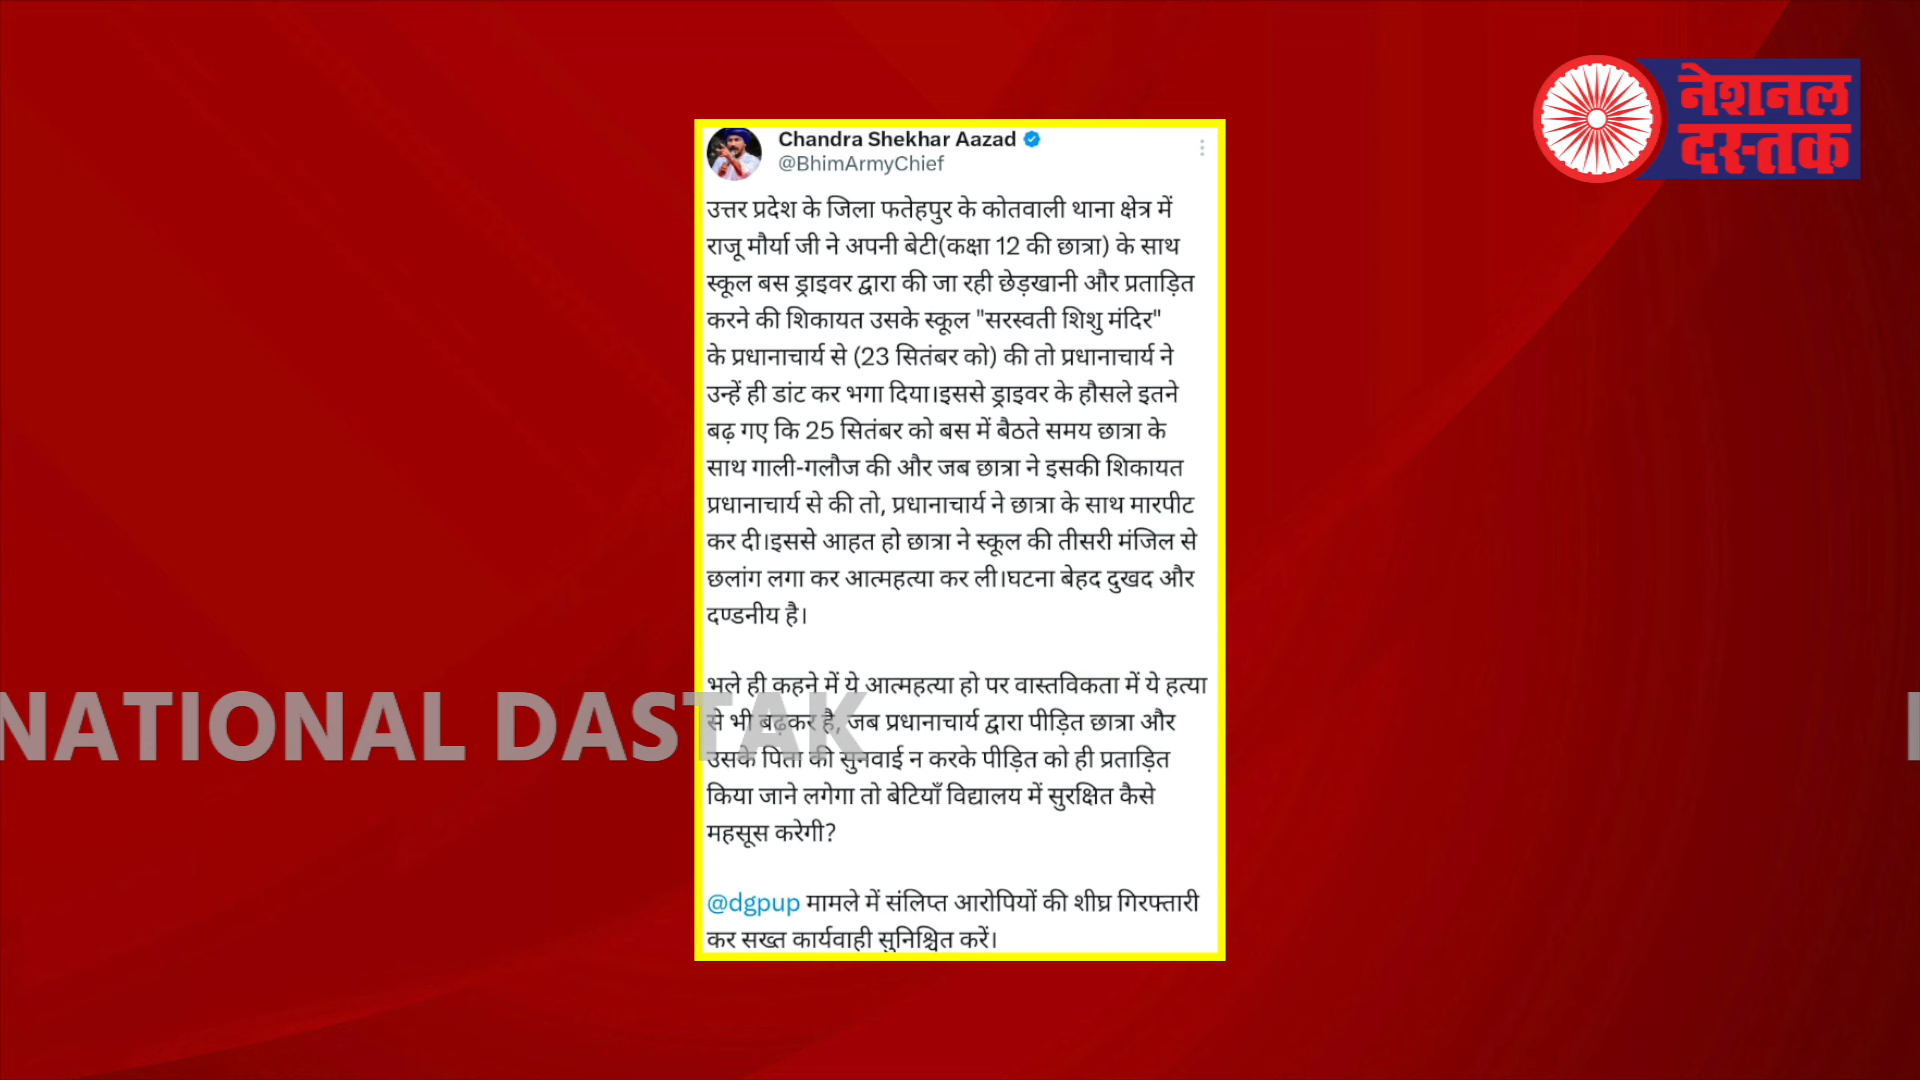 नेशनल
दस्तक
Chandra Shekhar Aazad
@BhimArmyChief
उत्तर प्रदेश के जिला फतेहपुर के कोतवाली थाना क्षेत्र में
राजू मौर्या जी ने अपनी बेटी(कक्षा 12 की छात्रा) के साथ
स्कूल बस ड्राइवर द्वारा की जा रही छेड़खानी और प्रताड़ित
करने की शिकायत उसके स्कूल "सरस्वती शिशु मंदिर"
के प्रधानाचार्य से (23 सितंबर को) की तो प्रधानाचार्य ने
उन्हें ही डांट कर भगा दिया।इससे ड्राइवर के हौसले इतने
बढ़ गए कि 25 सितंबर को बस में बैठते समय छात्रा के
साथ गाली-गलौज की और जब छात्रा ने इसकी शिकायत
प्रधानाचार्य से की तो, प्रधानाचार्य ने छात्रा के साथ मारपीट
कर दी।इससे आहत हो छात्रा ने स्कूल की तीसरी मंजिल से
छलांग लगा कर आत्महत्या कर ली।घटना बेहद दुखद और
दण्डनीय है।
भले ही कहने में ये आत्महत्या हो पर वास्तविकता में ये हत्या
से भी बढ़कर है, जब प्रधानाचार्य द्वारा पीड़ित छात्रा और
उसके पिता की सुनवाई न करके पीड़ित को ही प्रताड़ित
किया जाने लगेगा तो बेटियाँ विद्यालय में सुरक्षित कैसे
महसूस करेगी?
@dgpup मामले में संलिप्त आरोपियों की शीघ्र गिरफ्तारी
कर सख्त कार्यवाही सुनिश्चित करें।
NATIONAL DASTAK